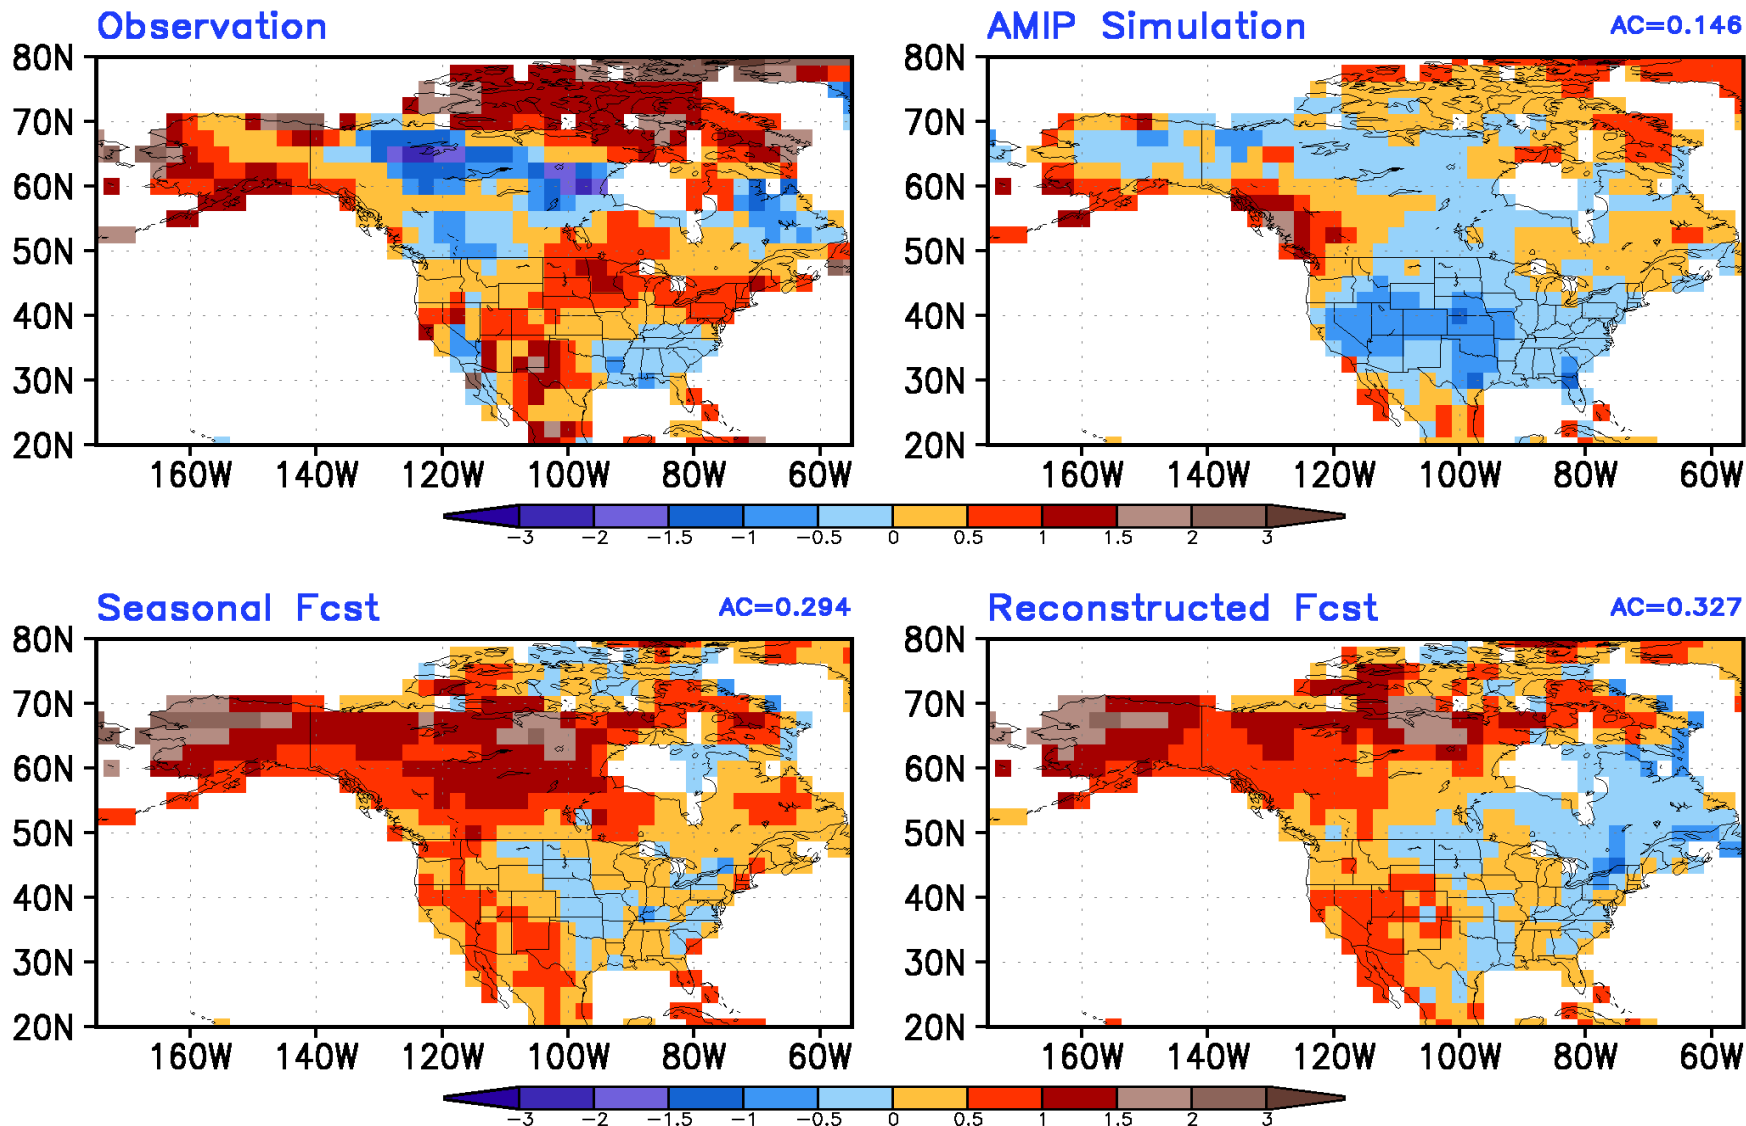 Observation
AMIP Simulation AC=0.146
80N 80N
70N 70N
60N 60N
50N 50N
40N 40N
30N 30N
20N 20N
160W 140W 120W 100W 80W 60W 160W 140W 120W 100W 80W 60W
-3 -2 -1.5 -1 -0.5 0 0.5 1 1.5 2 3
Seasonal Fcst AC=0.294
Reconstructed Fcst AC=0.327
80N 80N
70N 70N
60N 60N
50N 50N
40N 40N
30N 30N
20N 20N
160W 140W 120W 100W 80W 60W 160W 140W 120W 100W 80W 60W
-3 -2 -1.5 -1 -0.5 0 0.5 1 1.5 2 3